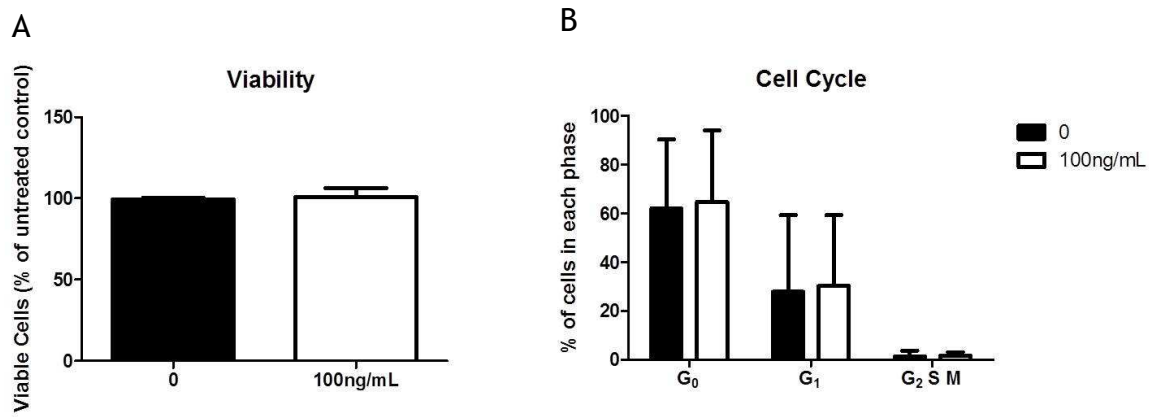 A
Viability
Viable Cells (% of untreated control)
150
100
50
0
0
100ng/mL
B
Cell Cycle
% of cells in each phase
100
80
60
40
20
0
G₀
G₁
G₂ S M
0
100ng/mL